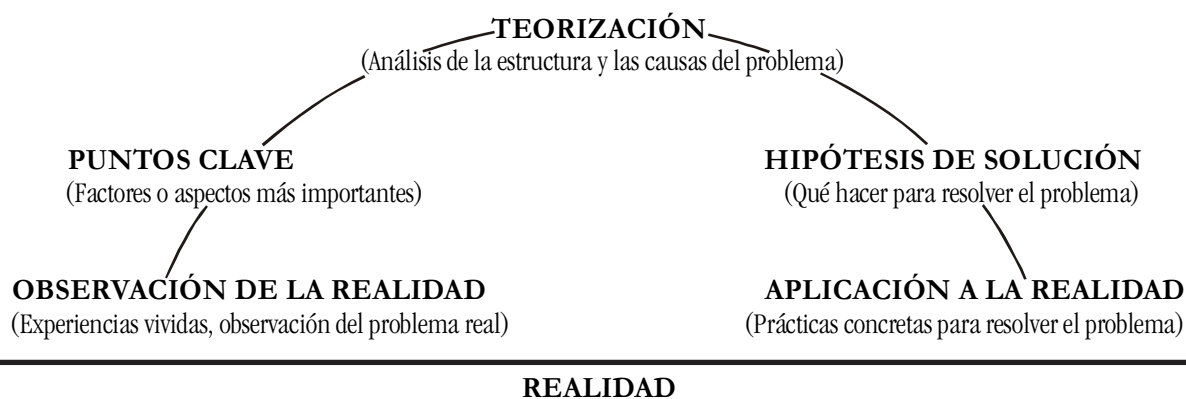 TEORIZACIÓN
(Análisis de la estructura y las causas del problema)
PUNTOS CLAVE
(Factores o aspectos más importantes)
HIPÓTESIS DE SOLUCIÓN
(Qué hacer para resolver el problema)
OBSERVACIÓN DE LA REALIDAD
(Experiencias vividas, observación del problema real)
APLICACIÓN A LA REALIDAD
(Prácticas concretas para resolver el problema)
REALIDAD